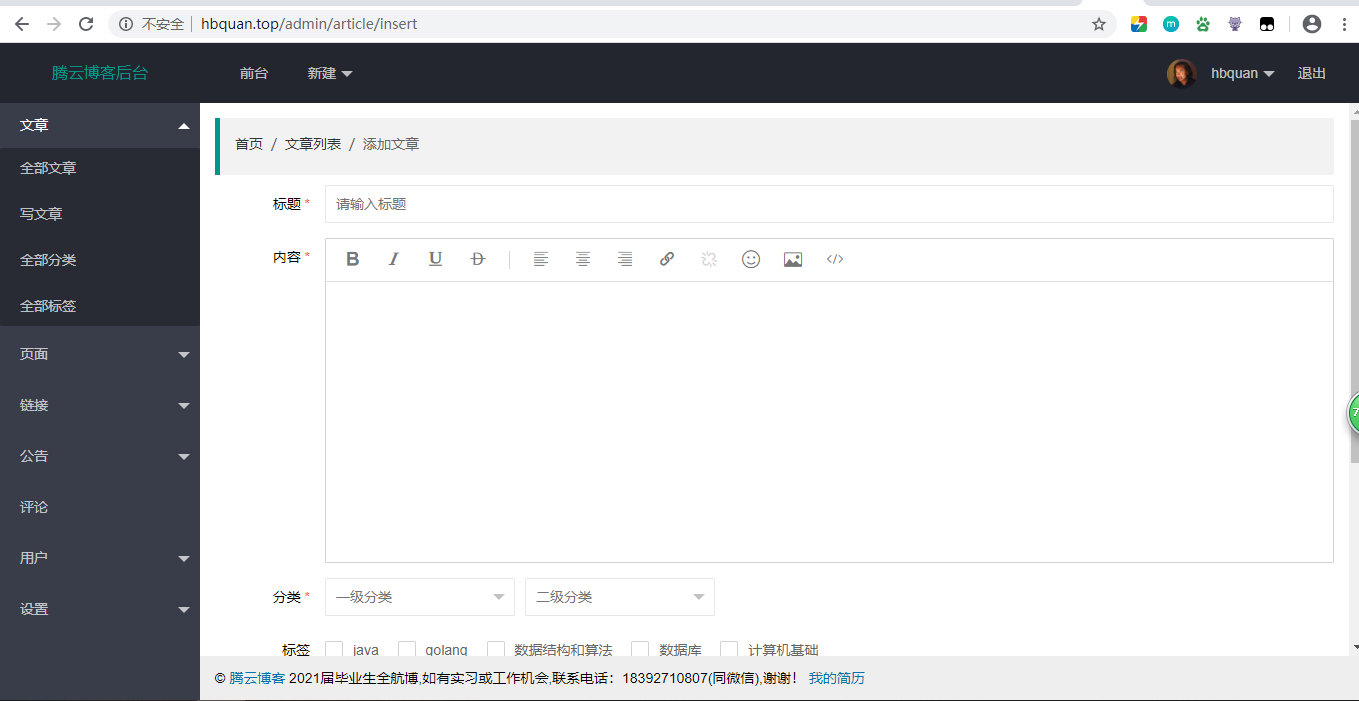 不安全 hbquan.top/admin/article/insert
腾云博客后台 前台 新建 hbquan 退出
文章
全部文章
写文章
全部分类
全部标签
页面
链接
公告
评论
用户
设置
首页 / 文章列表 / 添加文章
标题 * 请输入标题
内容 *
B I U D
分类 * 一级分类 二级分类
标签 java golang 数据结构和算法 数据库 计算机基础
© 腾云博客 2021届毕业生全航博,如有实习或工作机会,联系电话：18392710807(同微信),谢谢！ 我的简历
7